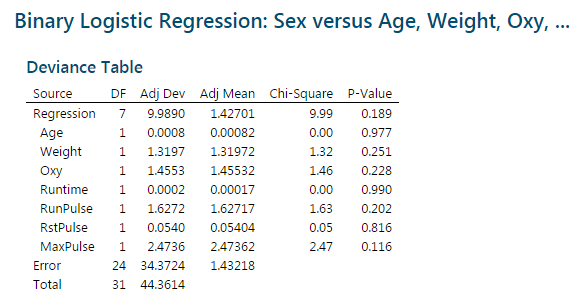 Binary Logistic Regression: Sex versus Age, Weight, Oxy, ...
Deviance Table
Source DF Adj Dev Adj Mean Chi-Square P-Value
Regression 7 9.9890 1.42701 9.99 0.189
Age 1 0.0008 0.00082 0.00 0.977
Weight 1 1.3197 1.31972 1.32 0.251
Oxy 1 1.4553 1.45532 1.46 0.228
Runtime 1 0.0002 0.00017 0.00 0.990
RunPulse 1 1.6272 1.62717 1.63 0.202
RstPulse 1 0.0540 0.05404 0.05 0.816
MaxPulse 1 2.4736 2.47362 2.47 0.116
Error 24 34.3724 1.43218
Total 31 44.3614